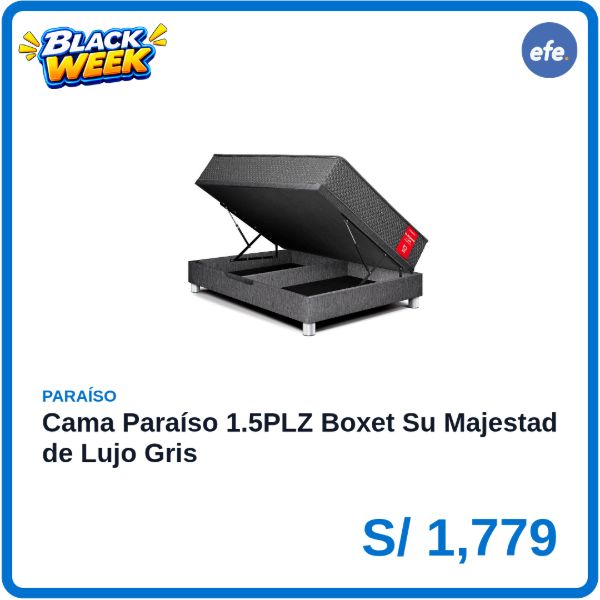 BLACK
WEEK
efe.
PARAÍSO
Cama Paraíso 1.5PLZ Boxet Su Majestad
de Lujo Gris
S/ 1,779